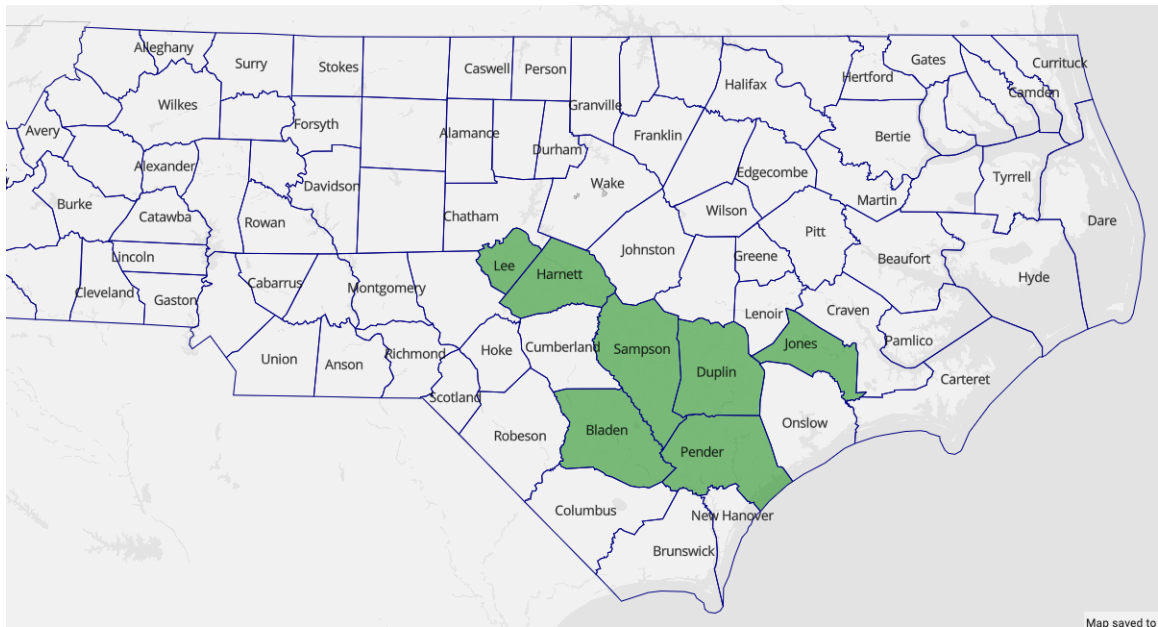 Alleghany
Surry
Stokes
Caswell
Person
Gates
Currituck
Hertford
Halifax
Camden
Wilkes
Granville
Forsyth
Avery
Alamance
Franklin
Bertie
Durham
Alexander
Edgecombe
Tyrrell
Davidson
Wake
Burke
Catawba
Rowan
Chatham
Wilson
Martin
Dare
Pitt
Johnston
Lincoln
Lee
Harnett
Greene
Beaufort
Hyde
Cleveland
Gaston
Cabarrus
Montgomery
Lenoir
Craven
Union
Anson
Richmond
Hoke
Cumberland
Sampson
Jones
Pamlico
Duplin
Carteret
Scotland
Robeson
Bladen
Onslow
Pender
Columbus
New Hanover
Brunswick
Map saved to